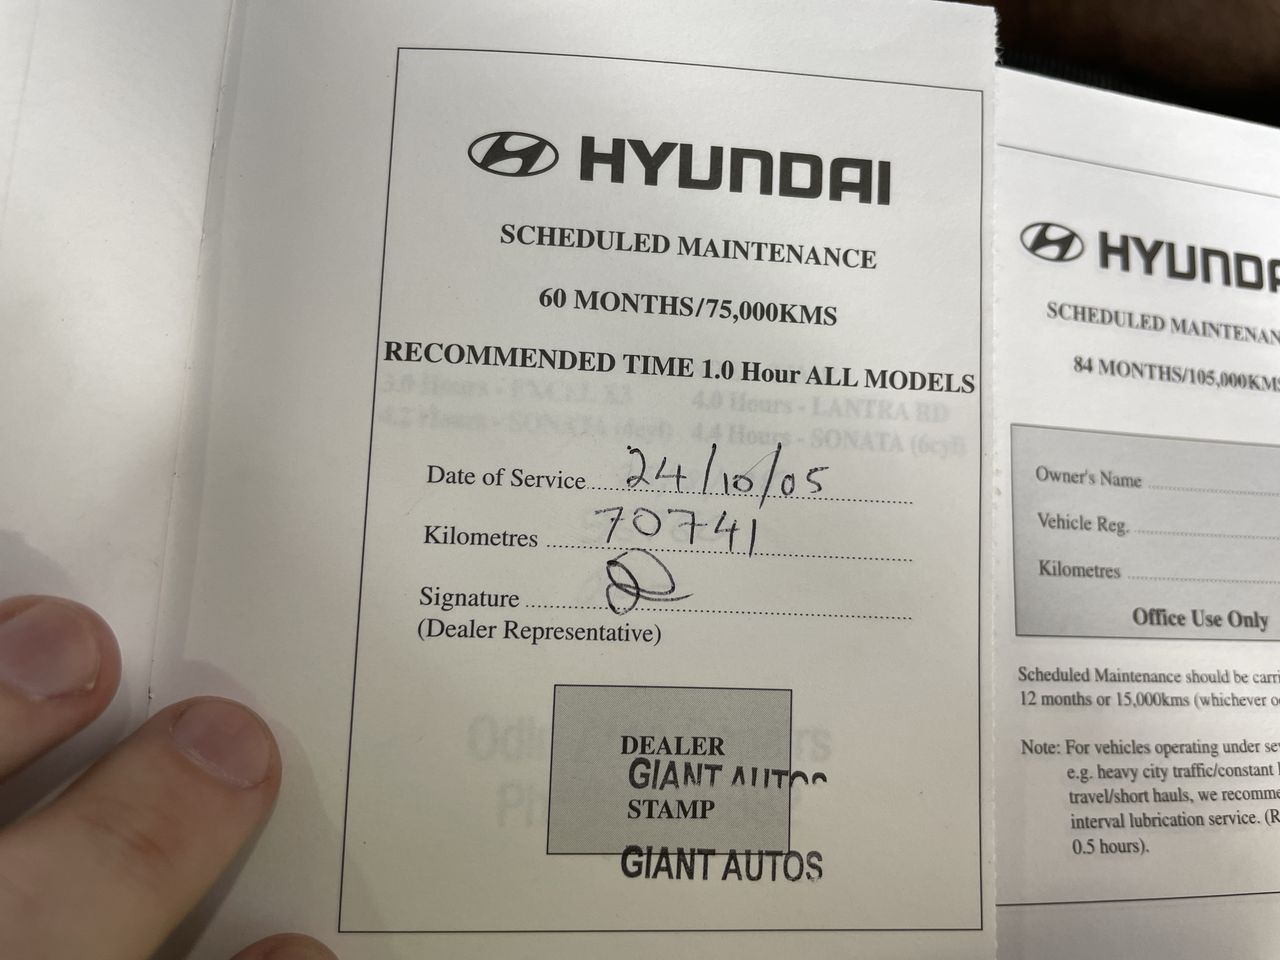 HYUNDAI
SCHEDULED MAINTENANCE
60 MONTHS/75,000KMS
RECOMMENDED TIME 1.0 Hour ALL MODELS
Date of Service 24/10/05
Kilometres 70741
Signature
(Dealer Representative)
DEALER
GIANT AUTOS
STAMP
GIANT AUTOS
HYUNDA
SCHEDULED MAINTENAN
84 MONTHS/105,000KMS
Owner's Name
Vehicle Reg.
Kilometres
Office Use Only
Scheduled Maintenance should be carri
12 months or 15,000kms (whichever o
Note: For vehicles operating under se
e.g. heavy city traffic/constant
travel/short hauls, we recomme
interval lubrication service. (R
0.5 hours).